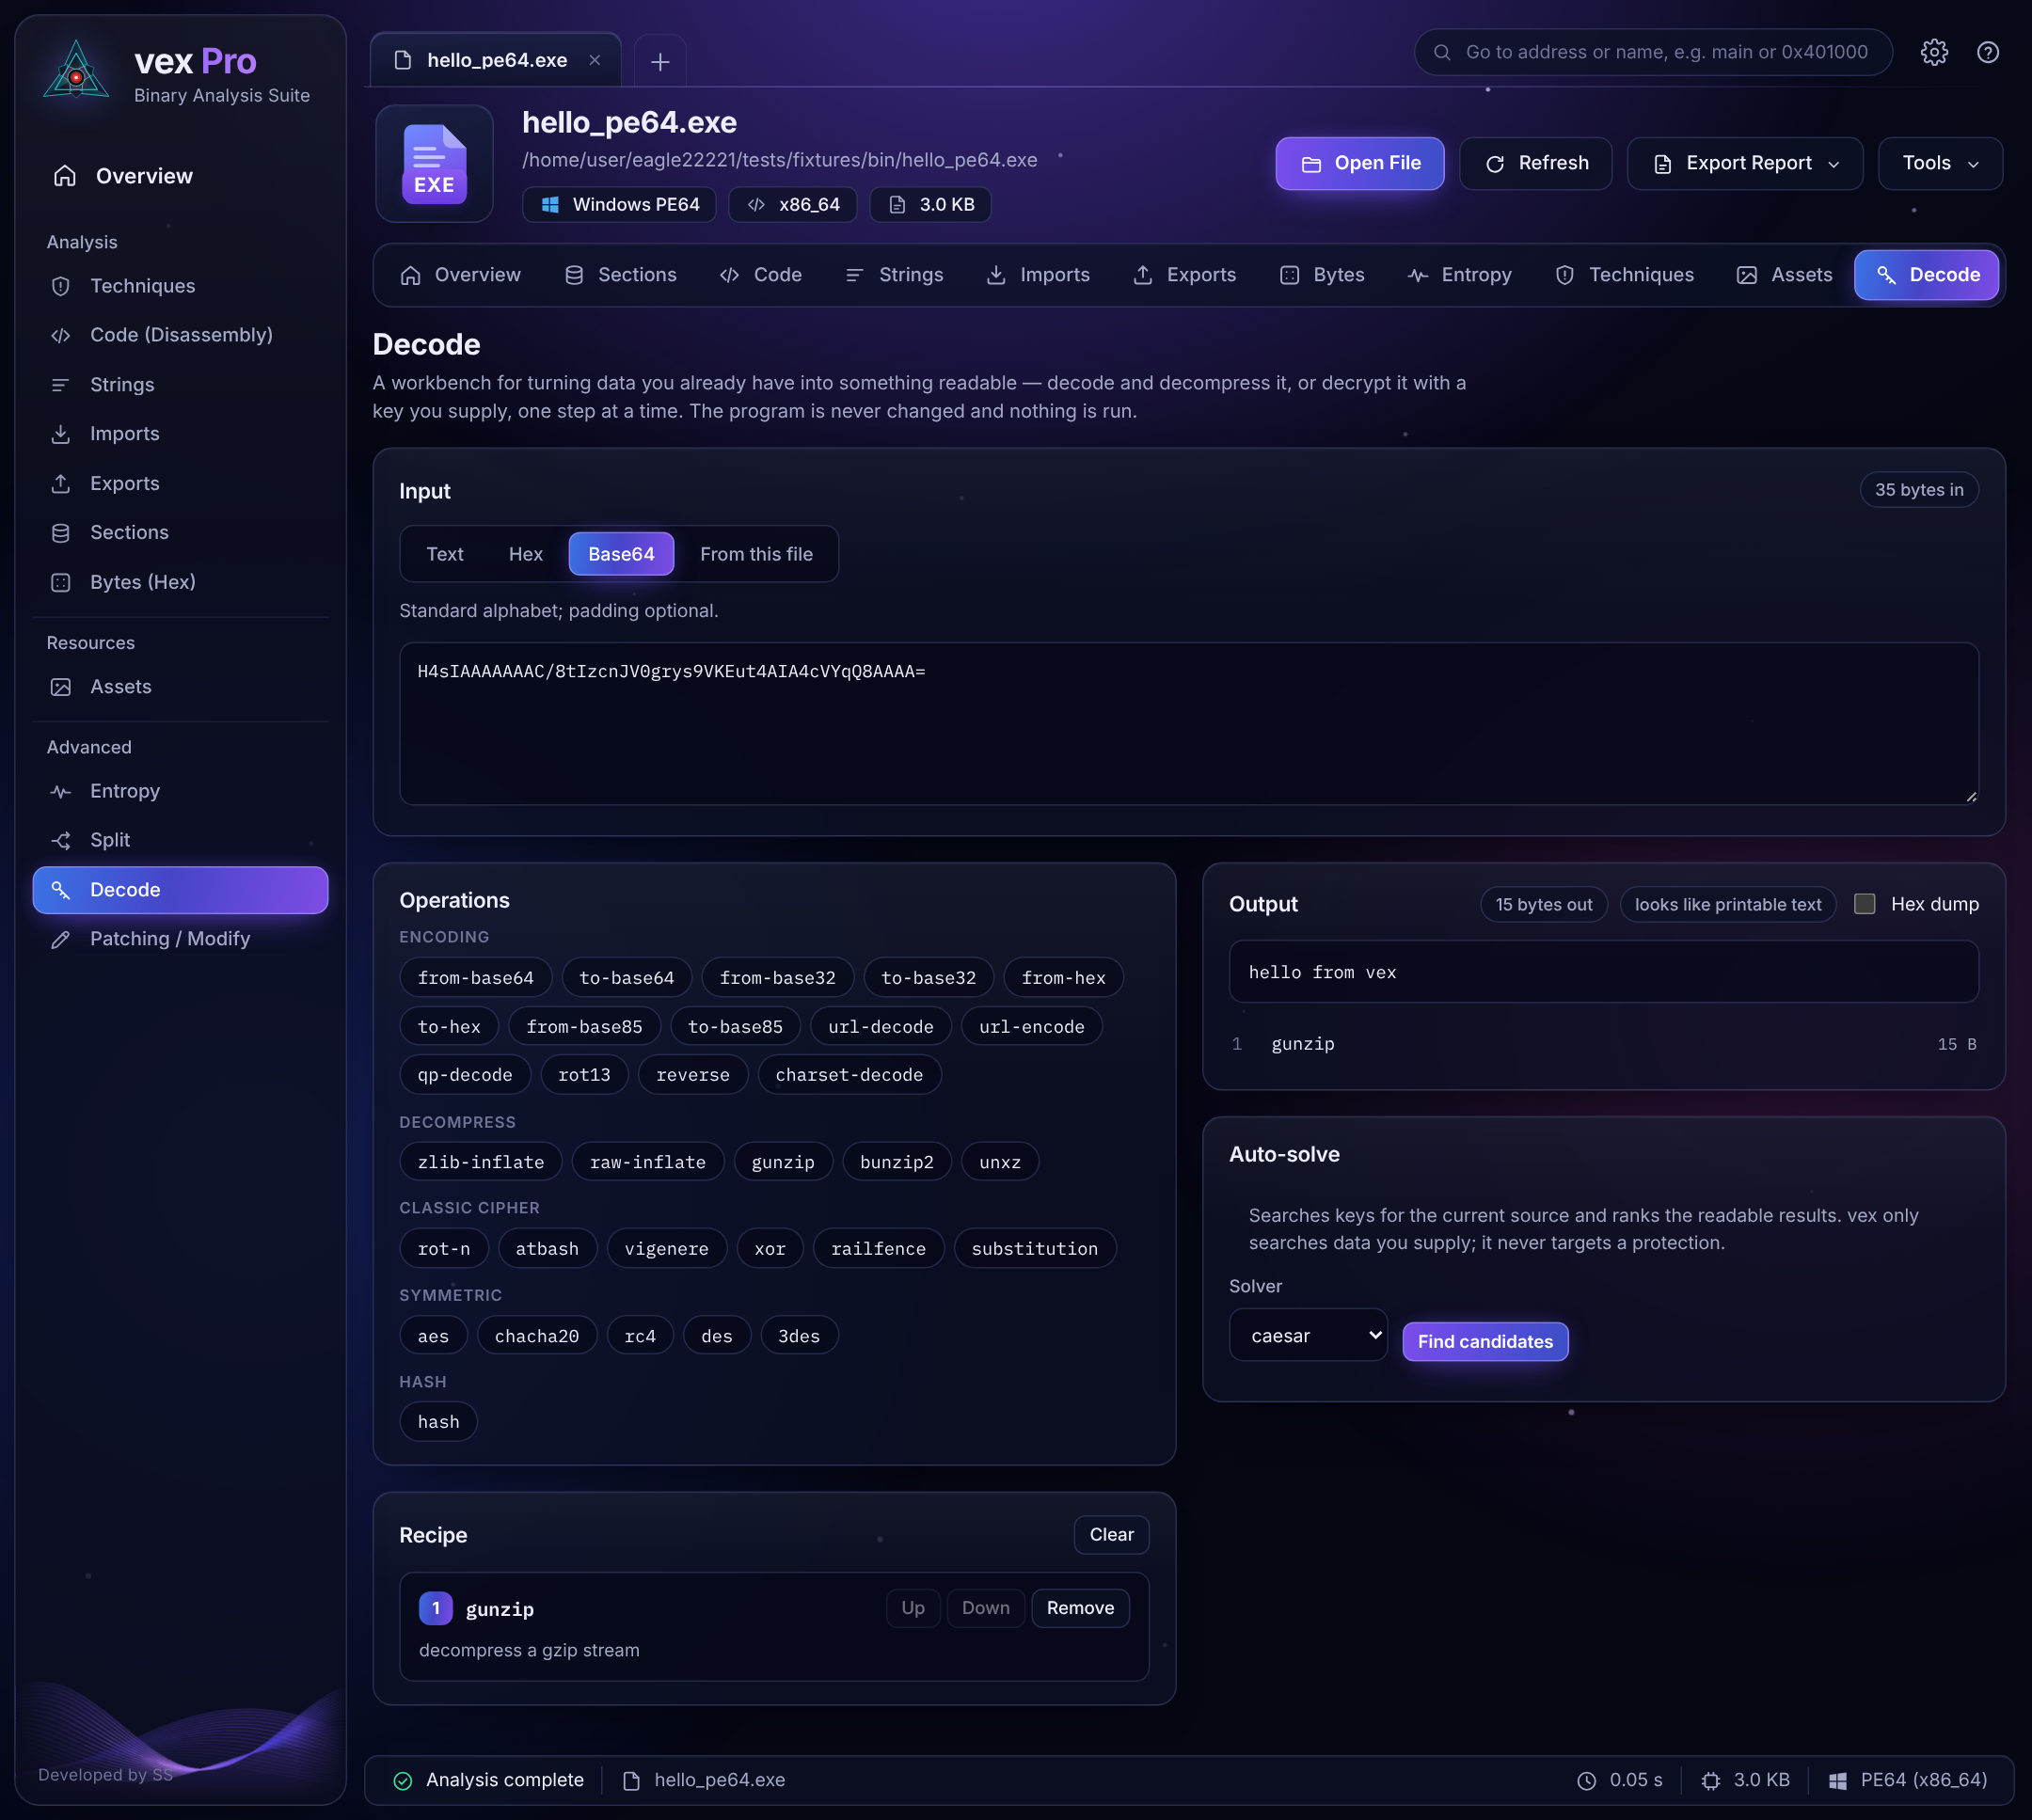 vex Pro
Binary Analysis Suite
Overview
Analysis
Techniques
Code (Disassembly)
Strings
Imports
Exports
Sections
Bytes (Hex)
Resources
Assets
Advanced
Entropy
Split
Decode
Patching / Modify
Developed by SS
hello_pe64.exe
Go to address or name, e.g. main or 0x401000
EXE
hello_pe64.exe
/home/user/eagle22221/tests/fixtures/bin/hello_pe64.exe
Windows PE64 x86_64 3.0 KB
Open File Refresh Export Report Tools
Overview Sections Code Strings Imports Exports Bytes Entropy Techniques Assets Decode
Decode
A workbench for turning data you already have into something readable — decode and decompress it, or decrypt it with a
key you supply, one step at a time. The program is never changed and nothing is run.
Input
35 bytes in
Text Hex Base64 From this file
Standard alphabet; padding optional.
H4sIAAAAAAAC/8tIzcnJV0grys9VKEut4AIA4cVYqQ8AAAA=
Operations
ENCODING
from-base64 to-base64 from-base32 to-base32 from-hex
to-hex from-base85 to-base85 url-decode url-encode
qp-decode rot13 reverse charset-decode
DECOMPRESS
zlib-inflate raw-inflate gunzip bunzip2 unxz
CLASSIC CIPHER
rot-n atbash vigenere xor railfence substitution
SYMMETRIC
aes chacha20 rc4 des 3des
HASH
hash
Recipe
Clear
1 gunzip Up Down Remove
decompress a gzip stream
Output
15 bytes out looks like printable text Hex dump
hello from vex
1 gunzip 15 B
Auto-solve
Searches keys for the current source and ranks the readable results. vex only
searches data you supply; it never targets a protection.
Solver
caesar Find candidates
Analysis complete hello_pe64.exe 0.05 s 3.0 KB PE64 (x86_64)